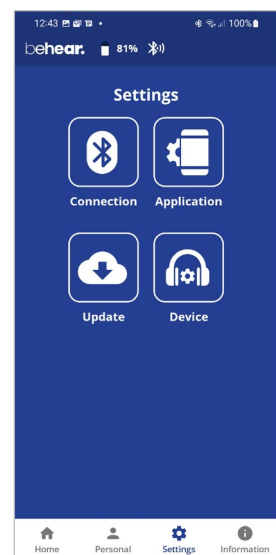 12:43 100%
behear. 81%
Settings
Connection Application
Update Device
Home Personal Settings Information